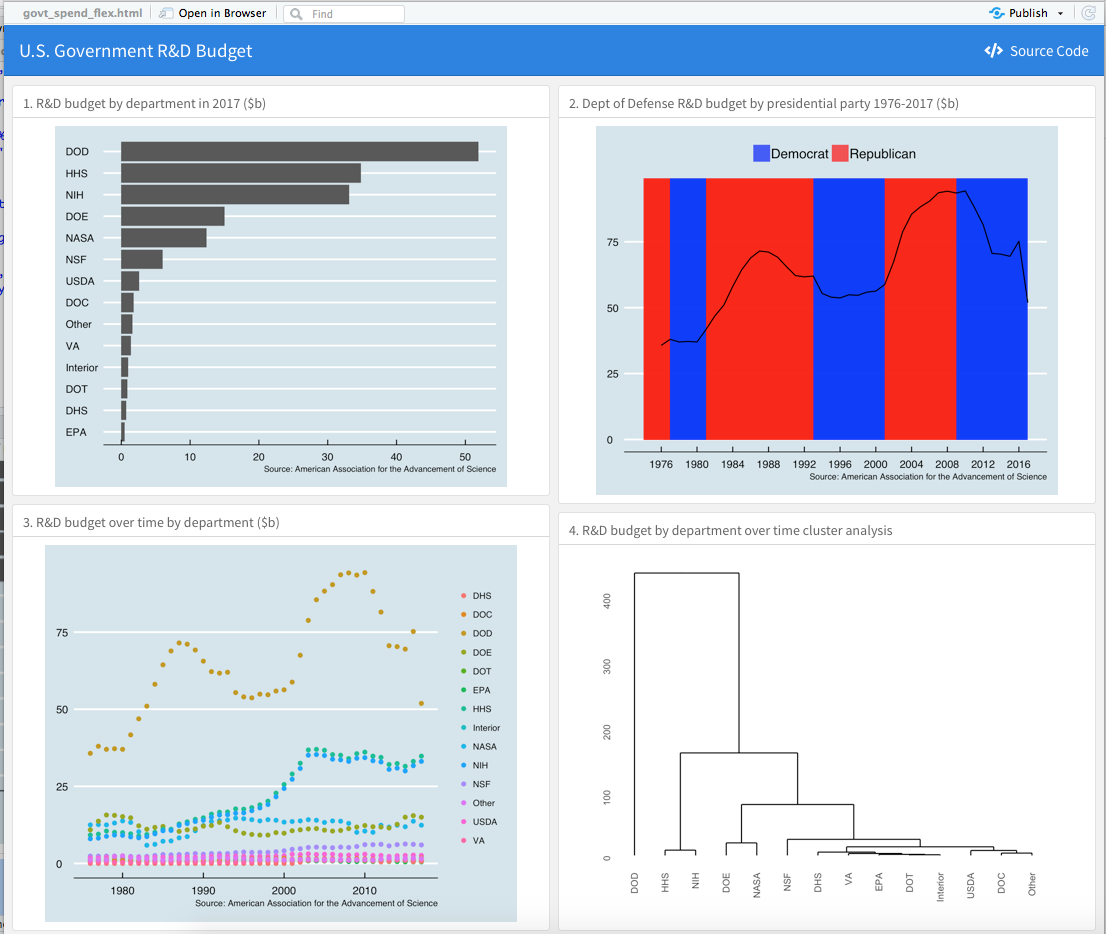 govt_spend_flex.html Open in Browser Find Publish
U.S. Government R&D Budget </> Source Code
1. R&D budget by department in 2017 ($b)
DOD
HHS
NIH
DOE
NASA
NSF
USDA
DOC
Other
VA
Interior
DOT
DHS
EPA
0 10 20 30 40 50
Source: American Association for the Advancement of Science
2. Dept of Defense R&D budget by presidential party 1976-2017 ($b)
Democrat Republican
75
50
25
0
1976 1980 1984 1988 1992 1996 2000 2004 2008 2012 2016
Source: American Association for the Advancement of Science
3. R&D budget over time by department ($b)
75
50
25
0
1980 1990 2000 2010
Source: American Association for the Advancement of Science
DHS
DOC
DOD
DOE
DOT
EPA
HHS
Interior
NASA
NIH
NSF
Other
USDA
VA
4. R&D budget by department over time cluster analysis
400
300
200
100
0
DOD HHS NIH DOE NASA NSF DHS VA EPA DOT Interior USDA DOC Other